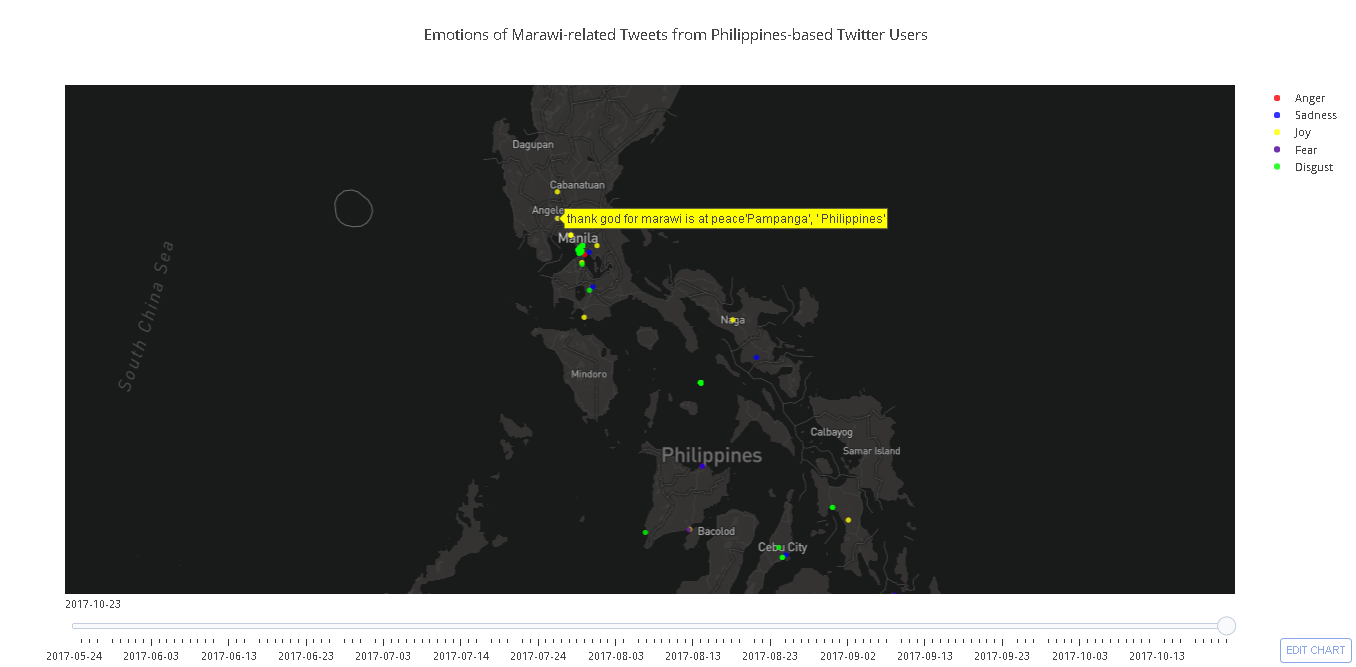 Emotions of Marawi-related Tweets from Philippines-based Twitter Users
Anger
Sadness
Joy
Fear
Disgust
Dagupan
Cabanatuan
Angele
thank god for marawi is at peace'Pampanga', ' Philippines'
Manila
South China Sea
Naga
Mindoro
Calbayog
Samar Island
Philippines
Bacolod
Cebu City
2017-10-23
2017-05-24 2017-06-03 2017-06-13 2017-06-23 2017-07-03 2017-07-14 2017-07-24 2017-08-03 2017-08-13 2017-08-23 2017-09-02 2017-09-13 2017-09-23 2017-10-03 2017-10-13
EDIT CHART